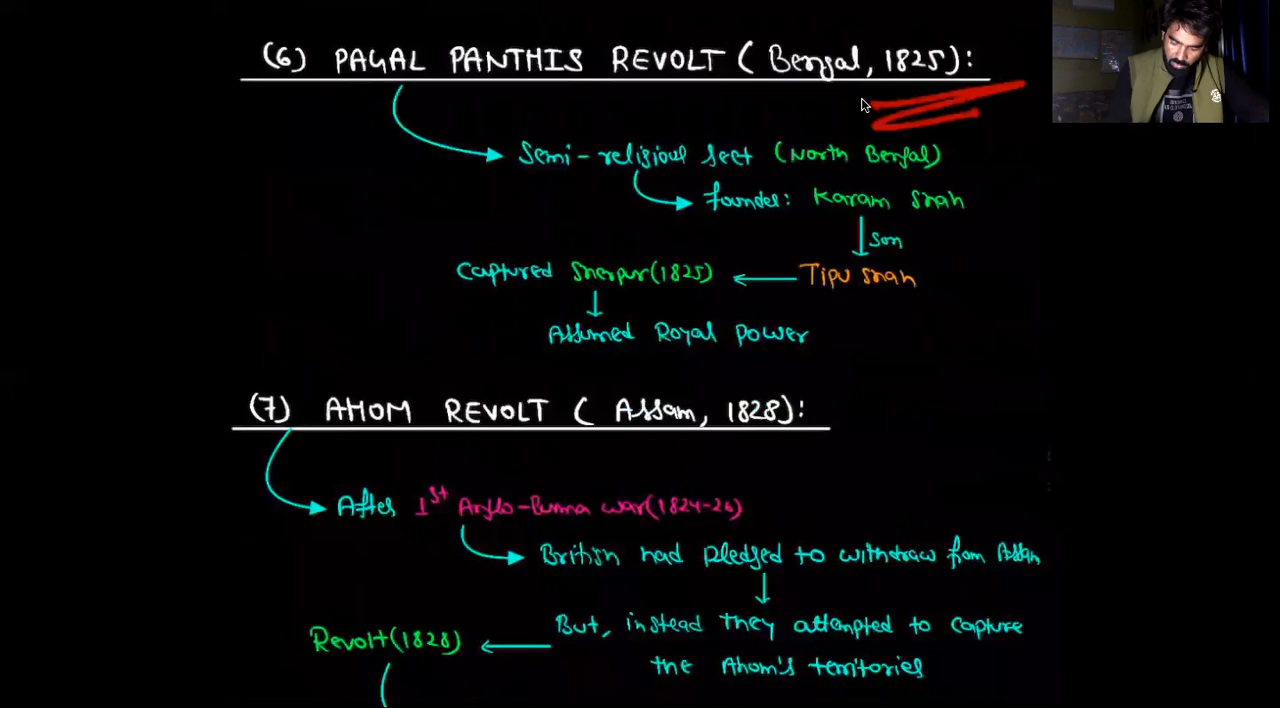 (6) PAGAL PANTHIS REVOLT (Bengal, 1825):
Semi-religious sect (North Bengal)
founder: Karam Shah
son
Captured Sherpur(1825) ← Tipu Shah
Assumed Royal power
(7) AHOM REVOLT ( Assam, 1828):
After 1st Anglo-Burma war(1824-26)
British had pledged to withdraw from Assam
Revolt(1828) ← But, instead they attempted to capture
the Ahom's territories